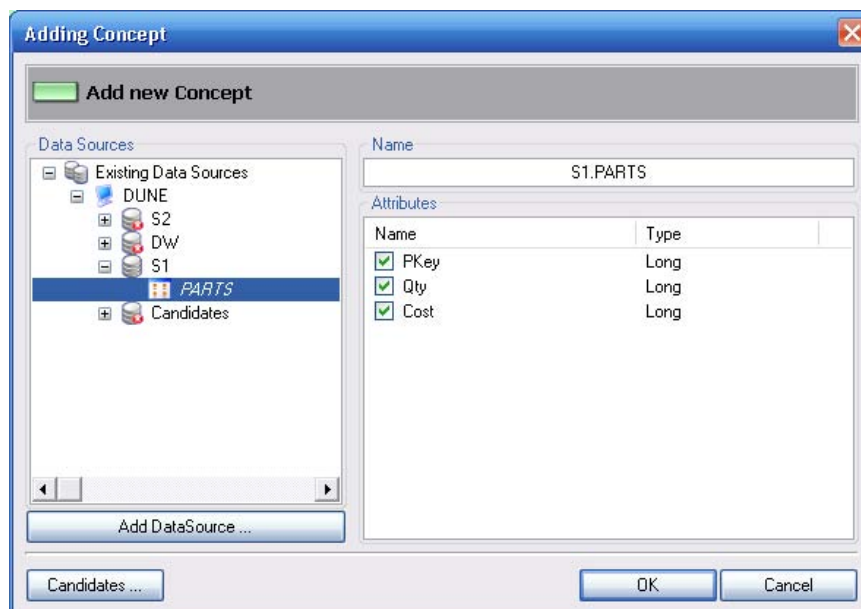 Adding Concept
Add new Concept
Data Sources
Existing Data Sources
DUNE
S2
DW
S1
PARTS
Candidates
Add DataSource ...
Name
S1.PARTS
Attributes
Name Type
PKey Long
Qty Long
Cost Long
Candidates ...
OK
Cancel